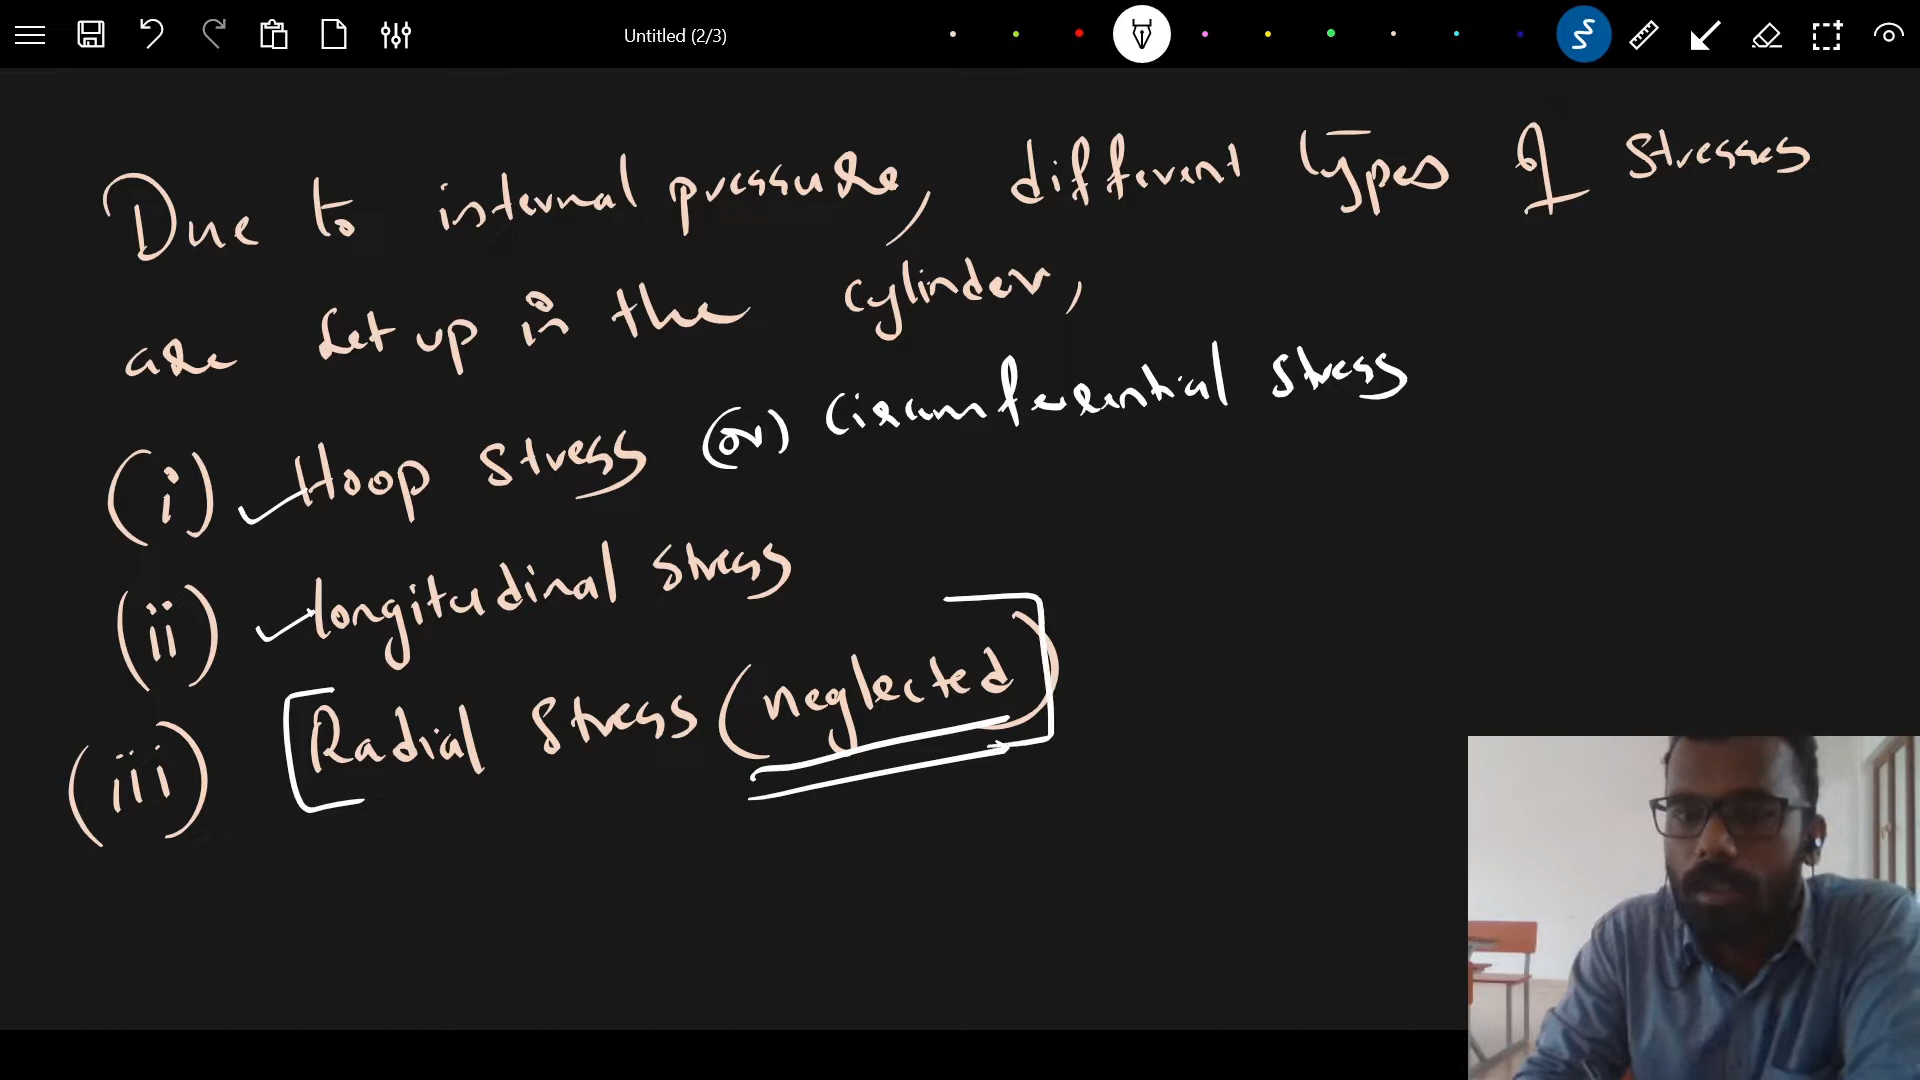 Untitled (2/3)
Due to internal pressure, different types of stresses
are set up in the cylinder,
(i) Hoop stress (or) Circumferential stress
(ii) longitudinal stress
(iii) Radial stress (neglected)